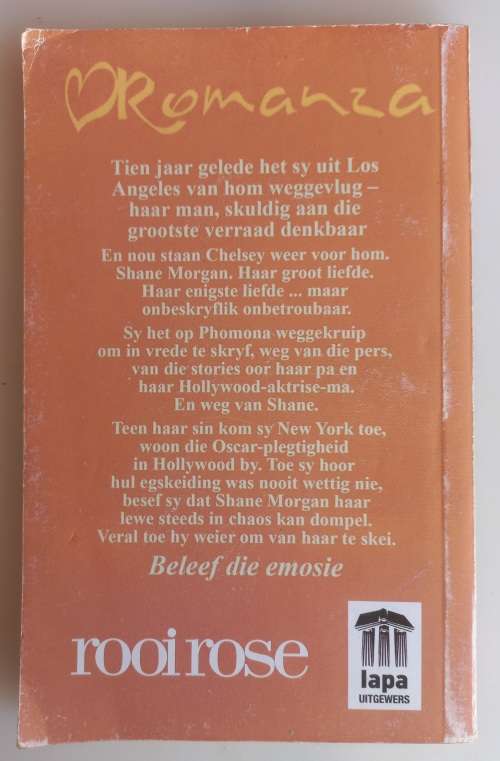 Romanza
Tien jaar gelede het sy uit Los
Angeles van hom weggevlug –
haar man, skuldig aan die
grootste verraad denkbaar
En nou staan Chelsey weer voor hom.
Shane Morgan. Haar groot liefde.
Haar enigste liefde ... maar
onbeskryflik onbetroubaar.
Sy het op Phomona weggekruip
om in vrede te skryf, weg van die pers,
van die stories oor haar pa en
haar Hollywood-aktrise-ma.
En weg van Shane.
Teen haar sin kom sy New York toe,
woon die Oscar-plegtigheid
in Hollywood by. Toe sy hoor
hul egskeiding was nooit wettig nie,
besef sy dat Shane Morgan haar
lewe steeds in chaos kan dompel.
Veral toe hy weier om van haar te skei.
Beleef die emosie
rooi rose
lapa
UITGEWERS